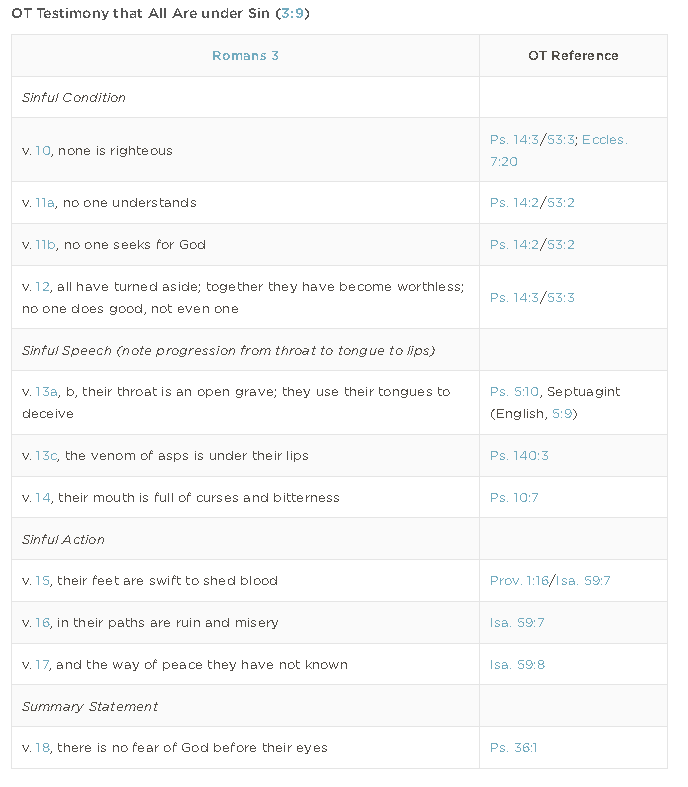 OT Testimony that All Are under Sin (3:9)
Romans 3
OT Reference
Sinful Condition
v. 10, none is righteous
Ps. 14:3/53:3; Eccles.
7:20
v. 11a, no one understands
Ps. 14:2/53:2
v. 11b, no one seeks for God
Ps. 14:2/53:2
v. 12, all have turned aside; together they have become worthless;
no one does good, not even one
Ps. 14:3/53:3
Sinful Speech (note progression from throat to tongue to lips)
v. 13a, b, their throat is an open grave; they use their tongues to
deceive
Ps. 5:10, Septuagint
(English, 5:9)
v. 13c, the venom of asps is under their lips
Ps. 140:3
v. 14, their mouth is full of curses and bitterness
Ps. 10:7
Sinful Action
v. 15, their feet are swift to shed blood
Prov. 1:16/Isa. 59:7
v. 16, in their paths are ruin and misery
Isa. 59:7
v. 17, and the way of peace they have not known
Isa. 59:8
Summary Statement
v. 18, there is no fear of God before their eyes
Ps. 36:1